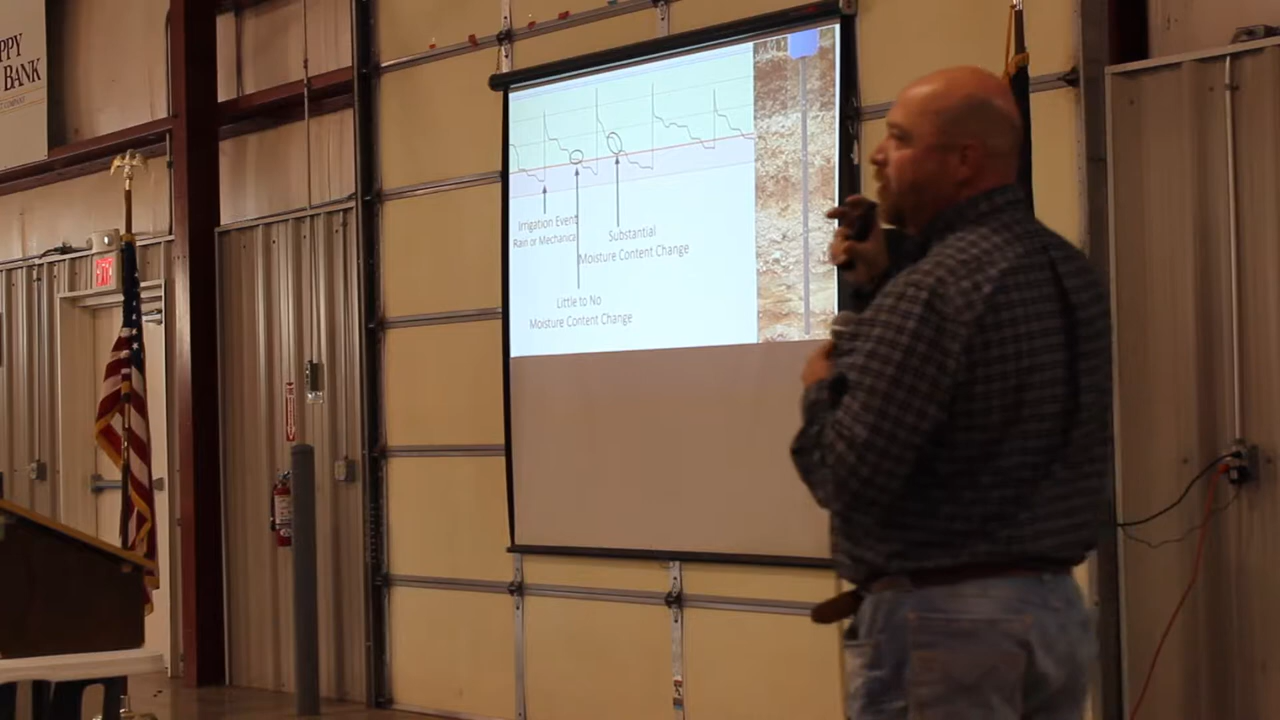 PPY
BANK
EXIT
Irrigation Event
Rain or Mechanical
Substantial
Moisture Content Change
Little to No
Moisture Content Change